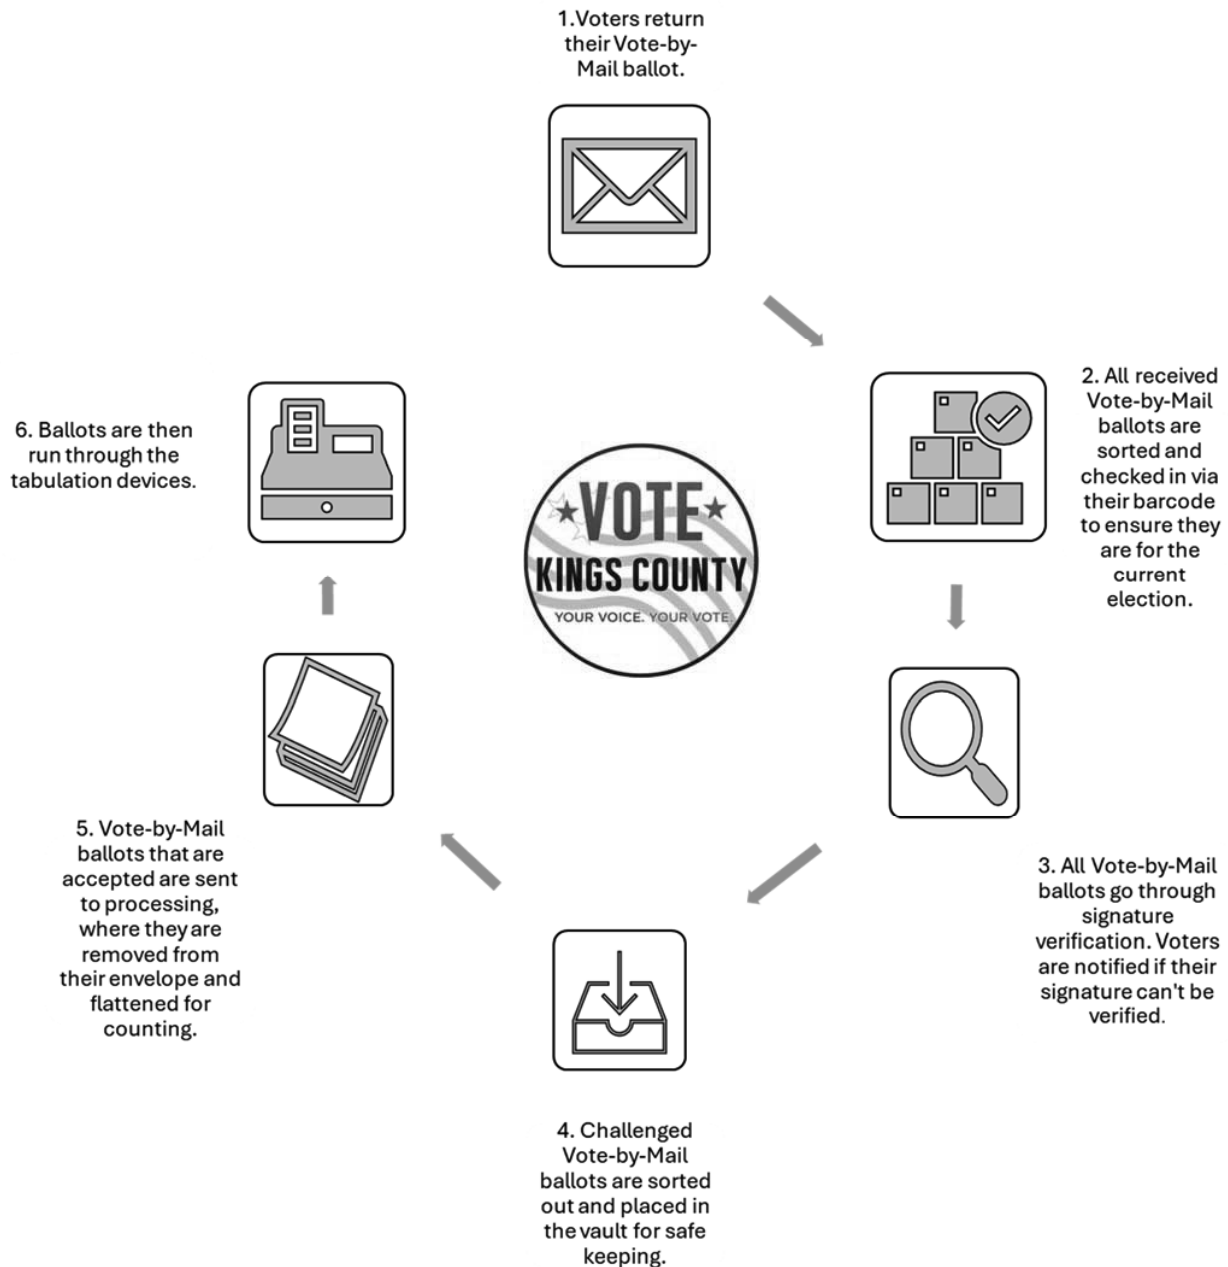 1.Voters return
their Vote-by-
Mail ballot.
2. All received
Vote-by-Mail
ballots are
sorted and
checked in via
their barcode
to ensure they
are for the
current
election.
3. All Vote-by-Mail
ballots go through
signature
verification. Voters
are notified if their
signature can't be
verified.
4. Challenged
Vote-by-Mail
ballots are sorted
out and placed in
the vault for safe
keeping.
5. Vote-by-Mail
ballots that are
accepted are sent
to processing,
where they are
removed from
their envelope and
flattened for
counting.
6. Ballots are then
run through the
tabulation devices.
VOTE
KINGS COUNTY
YOUR VOICE. YOUR VOTE.